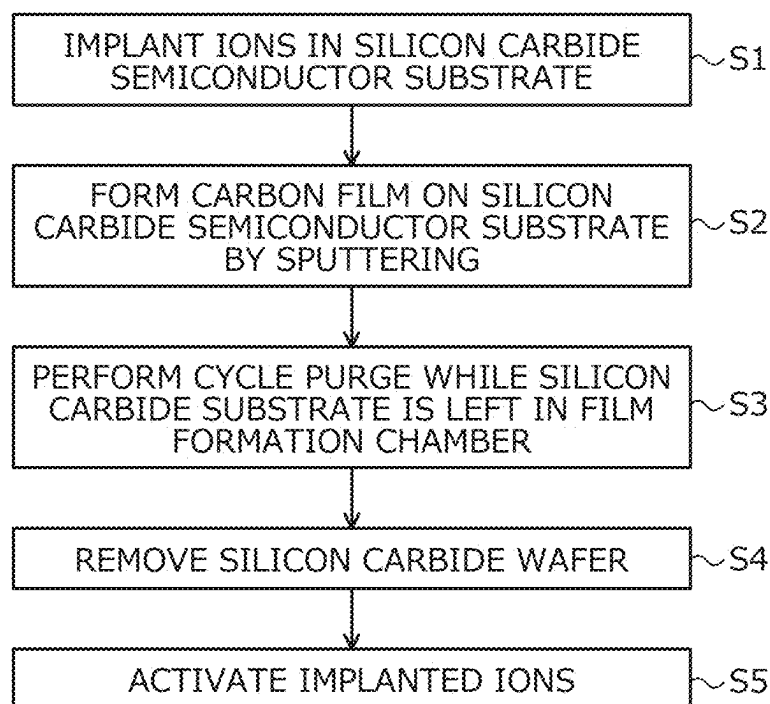 IMPLANT IONS IN SILICON CARBIDE
SEMICONDUCTOR SUBSTRATE
S1
FORM CARBON FILM ON SILICON
CARBIDE SEMICONDUCTOR SUBSTRATE
BY SPUTTERING
S2
PERFORM CYCLE PURGE WHILE SILICON
CARBIDE SUBSTRATE IS LEFT IN FILM
FORMATION CHAMBER
S3
REMOVE SILICON CARBIDE WAFER
S4
ACTIVATE IMPLANTED IONS
S5